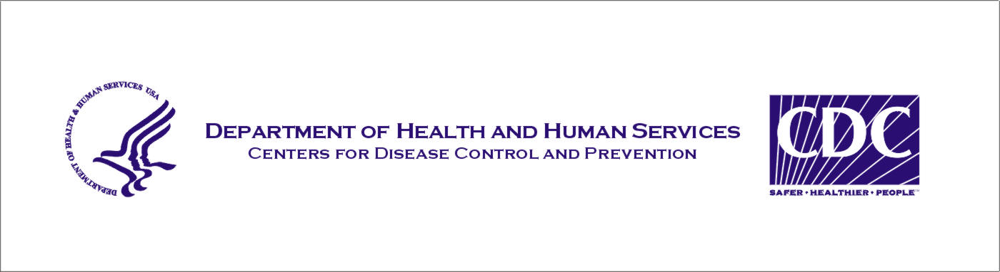 DEPARTMENT OF HEALTH & HUMAN SERVICES USA
DEPARTMENT OF HEALTH AND HUMAN SERVICES
CENTERS FOR DISEASE CONTROL AND PREVENTION
CDC
SAFER • HEALTHIER • PEOPLE™